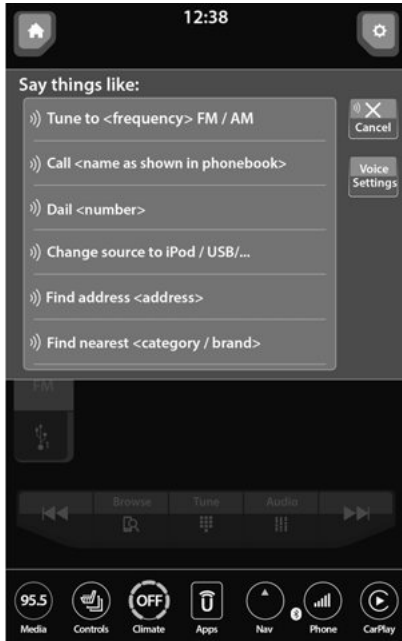 12:38
Say things like:
Tune to <frequency> FM / AM
Call <name as shown in phonebook>
Dail <number>
Change source to iPod / USB/...
Find address <address>
Find nearest <category / brand>
Cancel
Voice
Settings
FM
Browse Tune Audio
95.5 OFF
Media Controls Climate Apps Nav Phone CarPlay